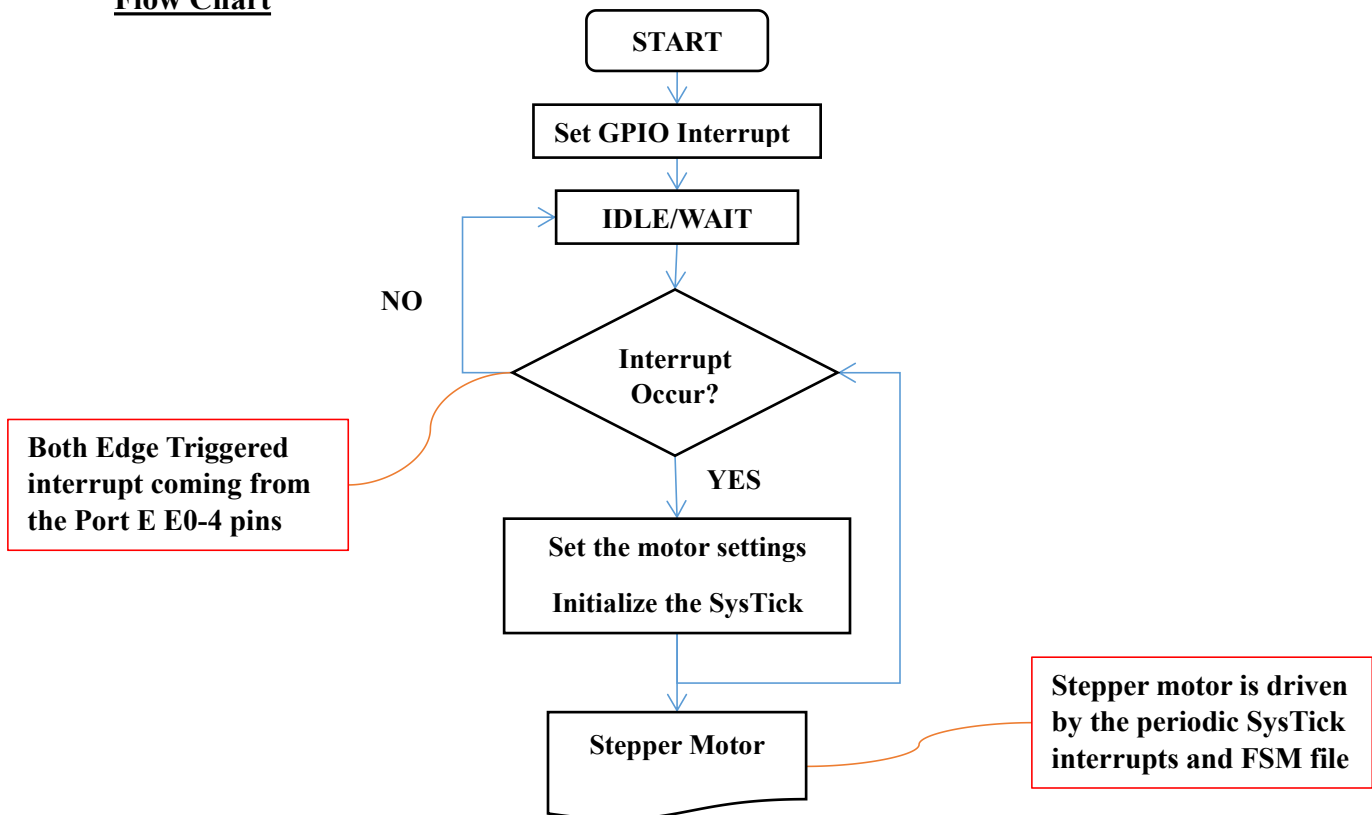 Flow Chart
START
Set GPIO Interrupt
IDLE/WAIT
NO
Interrupt
Occur?
Both Edge Triggered
interrupt coming from
the Port E E0-4 pins
YES
Set the motor settings
Initialize the SysTick
Stepper Motor
Stepper motor is driven
by the periodic SysTick
interrupts and FSM file